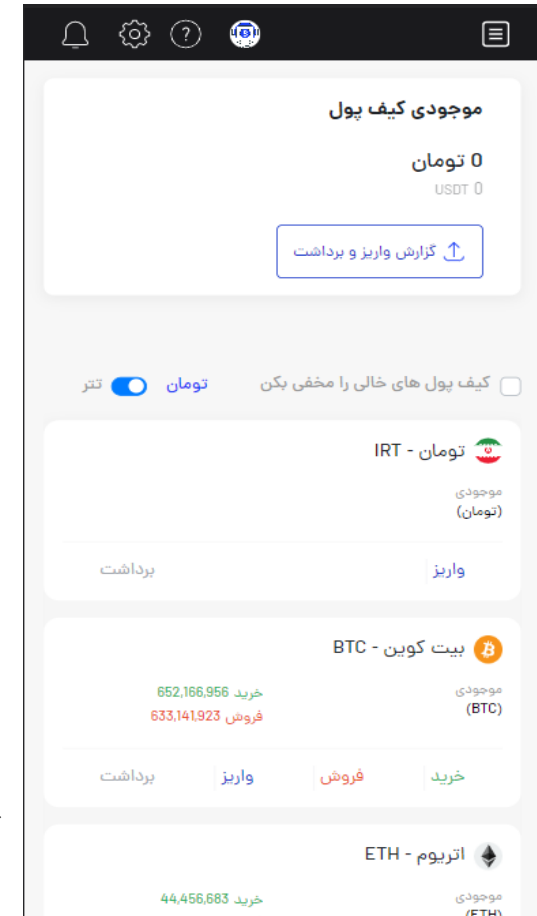 موجودی کیف پول
0 تومان
0 USDT
گزارش واریز و برداشت
کیف پول های خالی را مخفی بکن تومان تتر
تومان - IRT
موجودی
(تومان)
واریز برداشت
بیت کوین - BTC
موجودی
(BTC)
خرید 652,166,956
فروش 633,141,923
خرید فروش واریز برداشت
اتریوم - ETH
موجودی
(ETH)
خرید 44,456,683